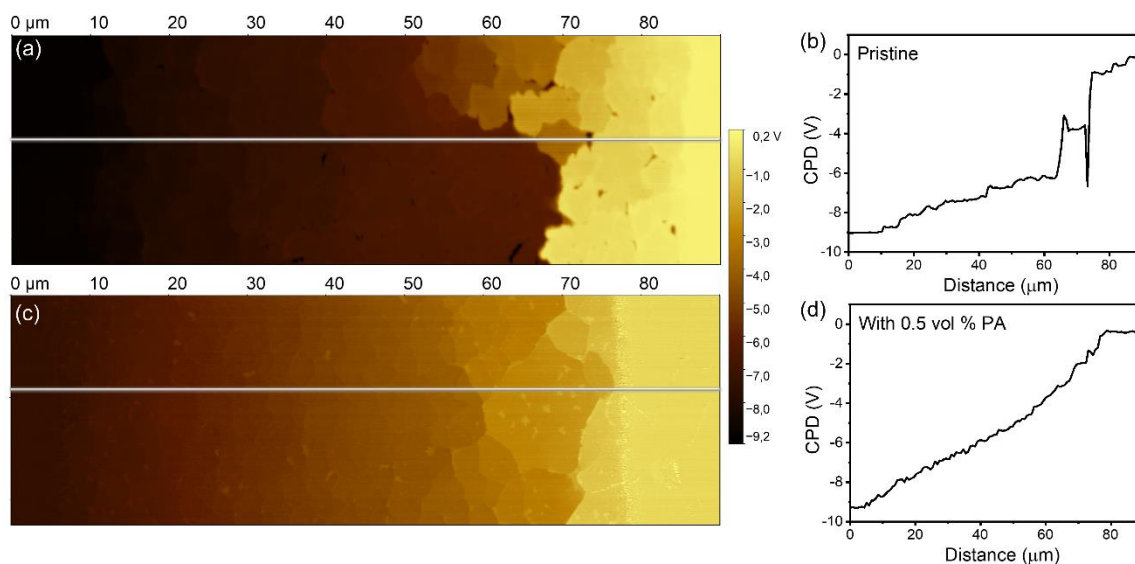 0 µm 10 20 30 40 50 60 70 80
(a)
0,2 V
−1,0
−2,0
−3,0
−4,0
−5,0
−6,0
−7,0
−8,0
−9,2
(b)
Pristine
0
-2
-4
-6
-8
-10
CPD (V)
0 20 40 60 80
Distance (µm)
0 µm 10 20 30 40 50 60 70 80
(c)
(d)
With 0.5 vol % PA
0
-2
-4
-6
-8
-10
CPD (V)
0 20 40 60 80
Distance (µm)